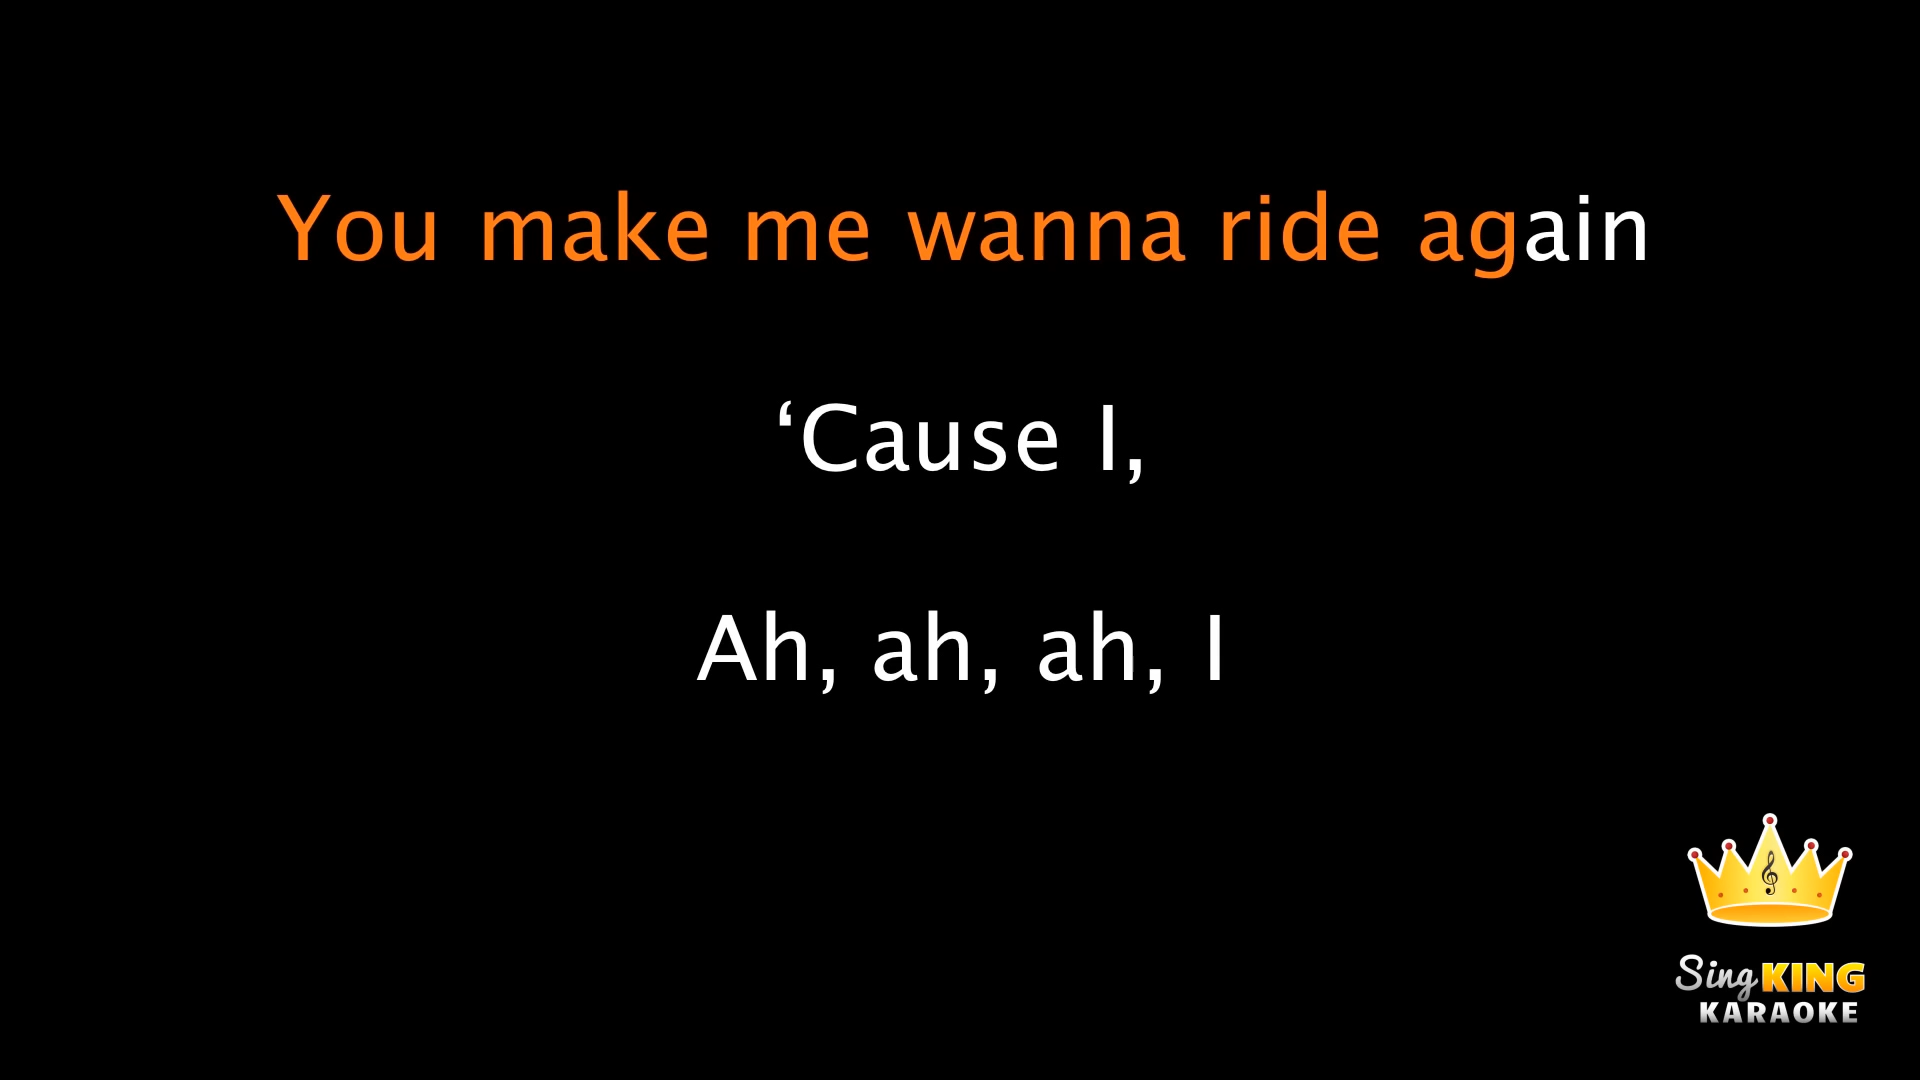 You make me wanna ride again
‘Cause I,
Ah, ah, ah, I
Sing KING
KARAOKE